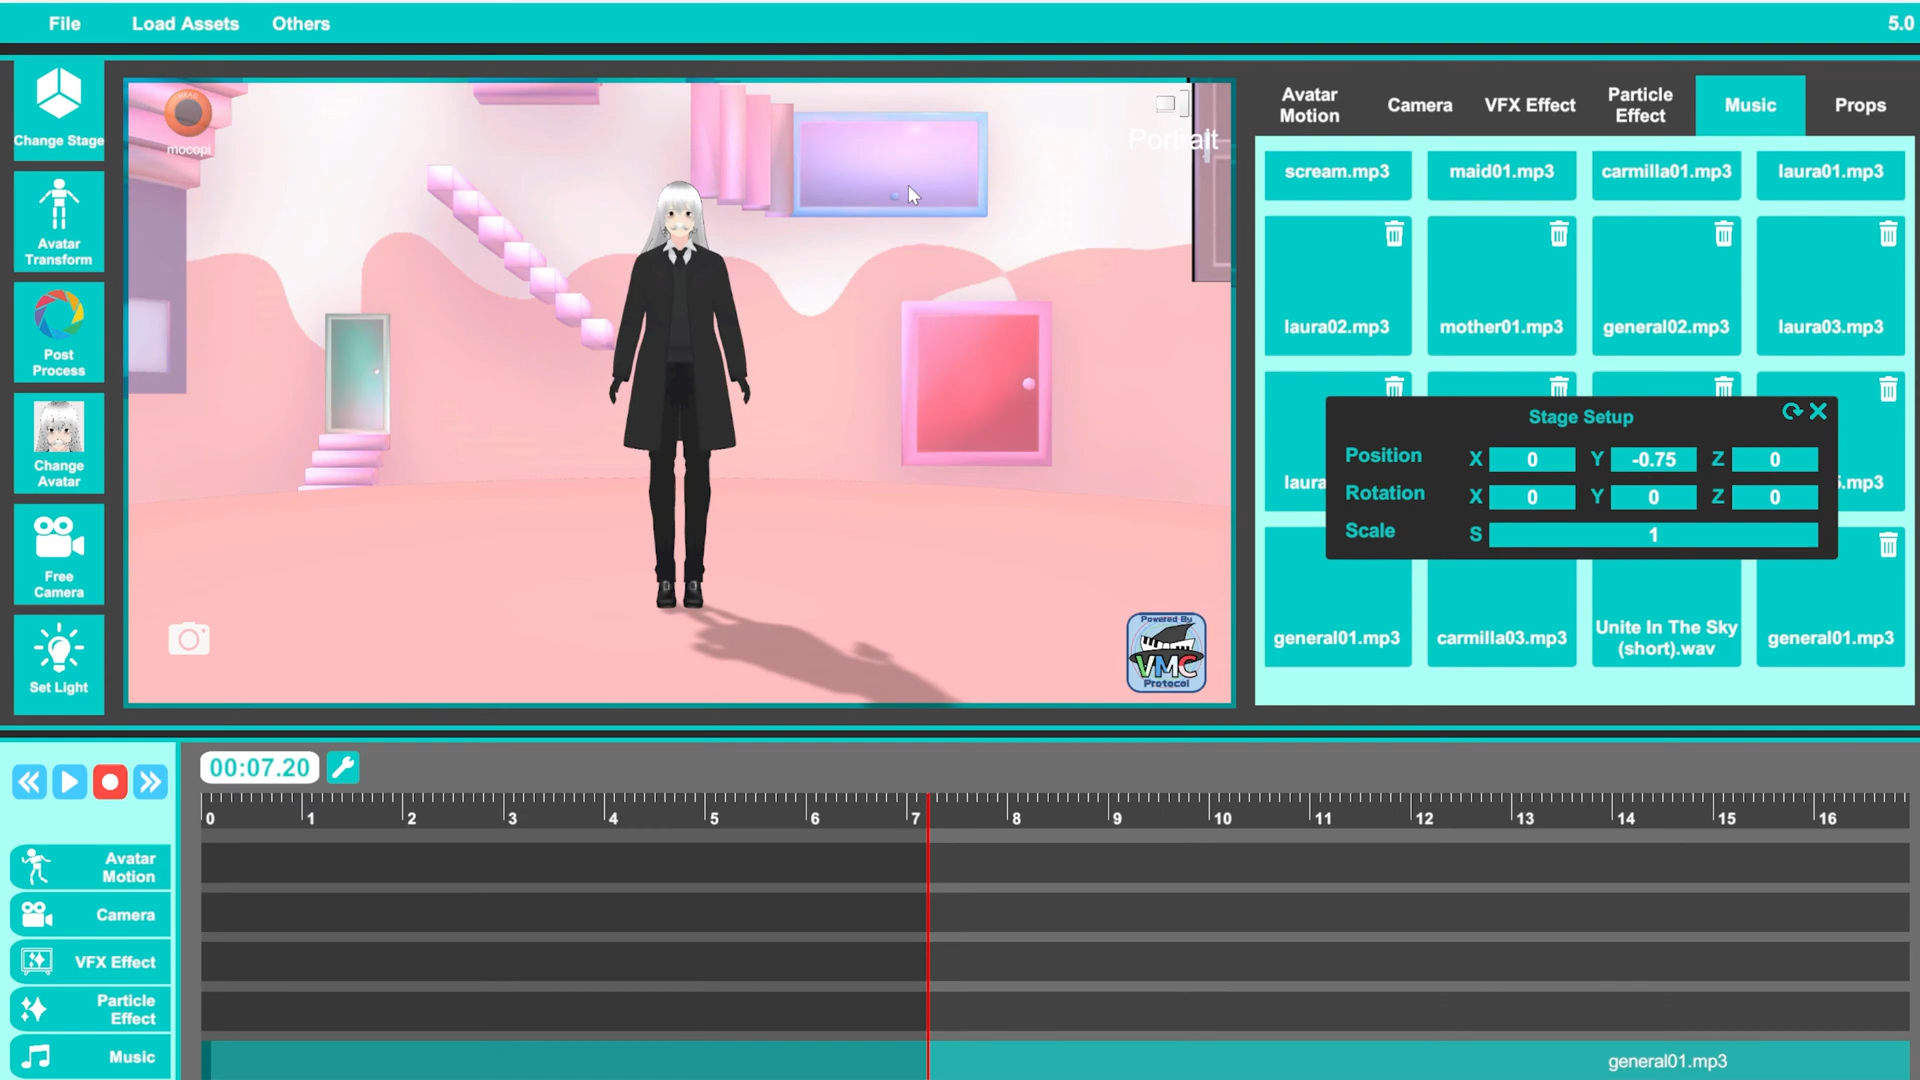 File
Load Assets
Others
5.0
Change Stage
Avatar
Transform
Post
Process
Change
Avatar
Free
Camera
Set Light
mocopi
Portrait
Powered By
VMC
Protocol
Avatar
Motion
Camera
VFX Effect
Particle
Effect
Music
Props
scream.mp3
maid01.mp3
carmilla01.mp3
laura01.mp3
laura02.mp3
mother01.mp3
general02.mp3
laura03.mp3
laura
.mp3
Stage Setup
Position X 0 Y -0.75 Z 0
Rotation X 0 Y 0 Z 0
Scale S 1
general01.mp3
carmilla03.mp3
Unite In The Sky
(short).wav
general01.mp3
00:07.20
0 1 2 3 4 5 6 7 8 9 10 11 12 13 14 15 16
Avatar
Motion
Camera
VFX Effect
Particle
Effect
Music
general01.mp3